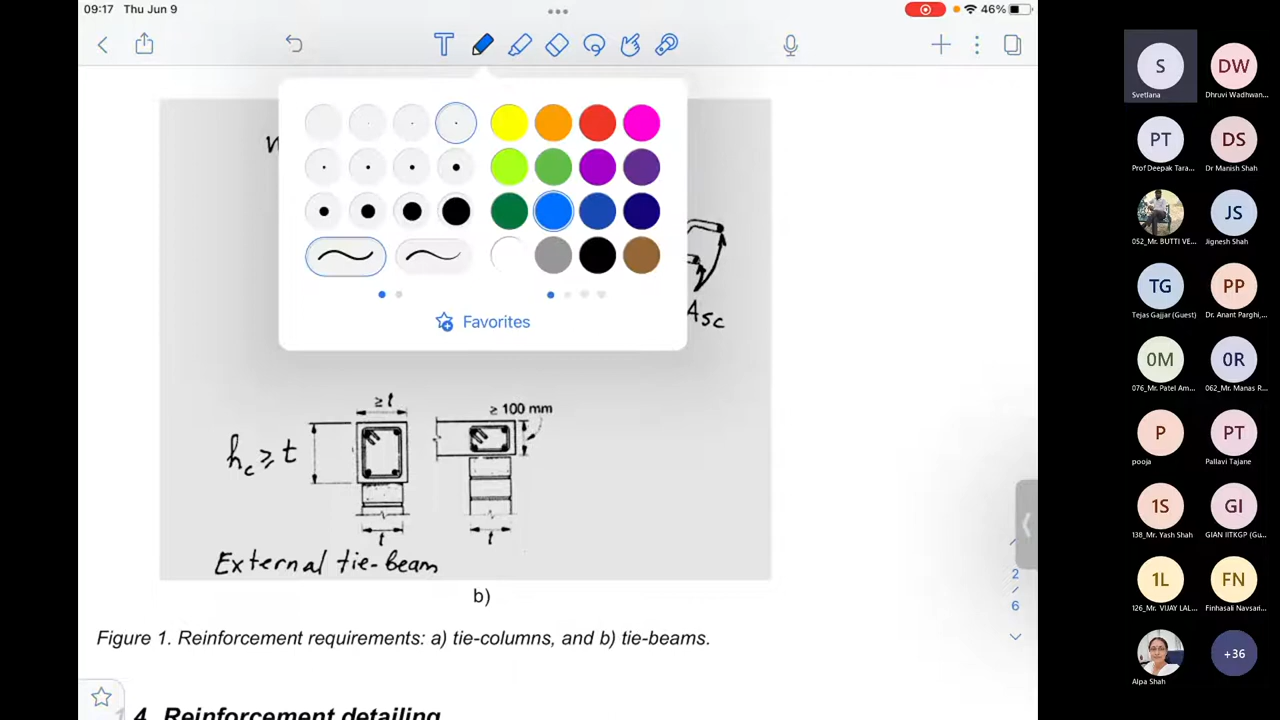 09:17 Thu Jun 9
46%
T
Favorites
Asc
≥ t
≥ 100 mm
hc ≥ t
t
t
External tie-beam
b)
Figure 1. Reinforcement requirements: a) tie-columns, and b) tie-beams.
4. Reinforcement detailing
2
6
S
Svetlana
DW
Dhruvi Wadhwan...
PT
Prof Deepak Tara...
DS
Dr Manish Shah
052_Mr. BUTTI VE...
JS
Jignesh Shah
TG
Tejas Gajjar (Guest)
PP
Dr. Anant Parghi,...
0M
076_Mr. Patel Am...
0R
062_Mr. Manas R...
P
pooja
PT
Pallavi Tajane
1S
138_Mr. Yash Shah
GI
GIAN IITKGP (Gu...
1L
126_Mr. VIJAY LAL...
FN
Finhasali Navsari...
Alpa Shah
+36